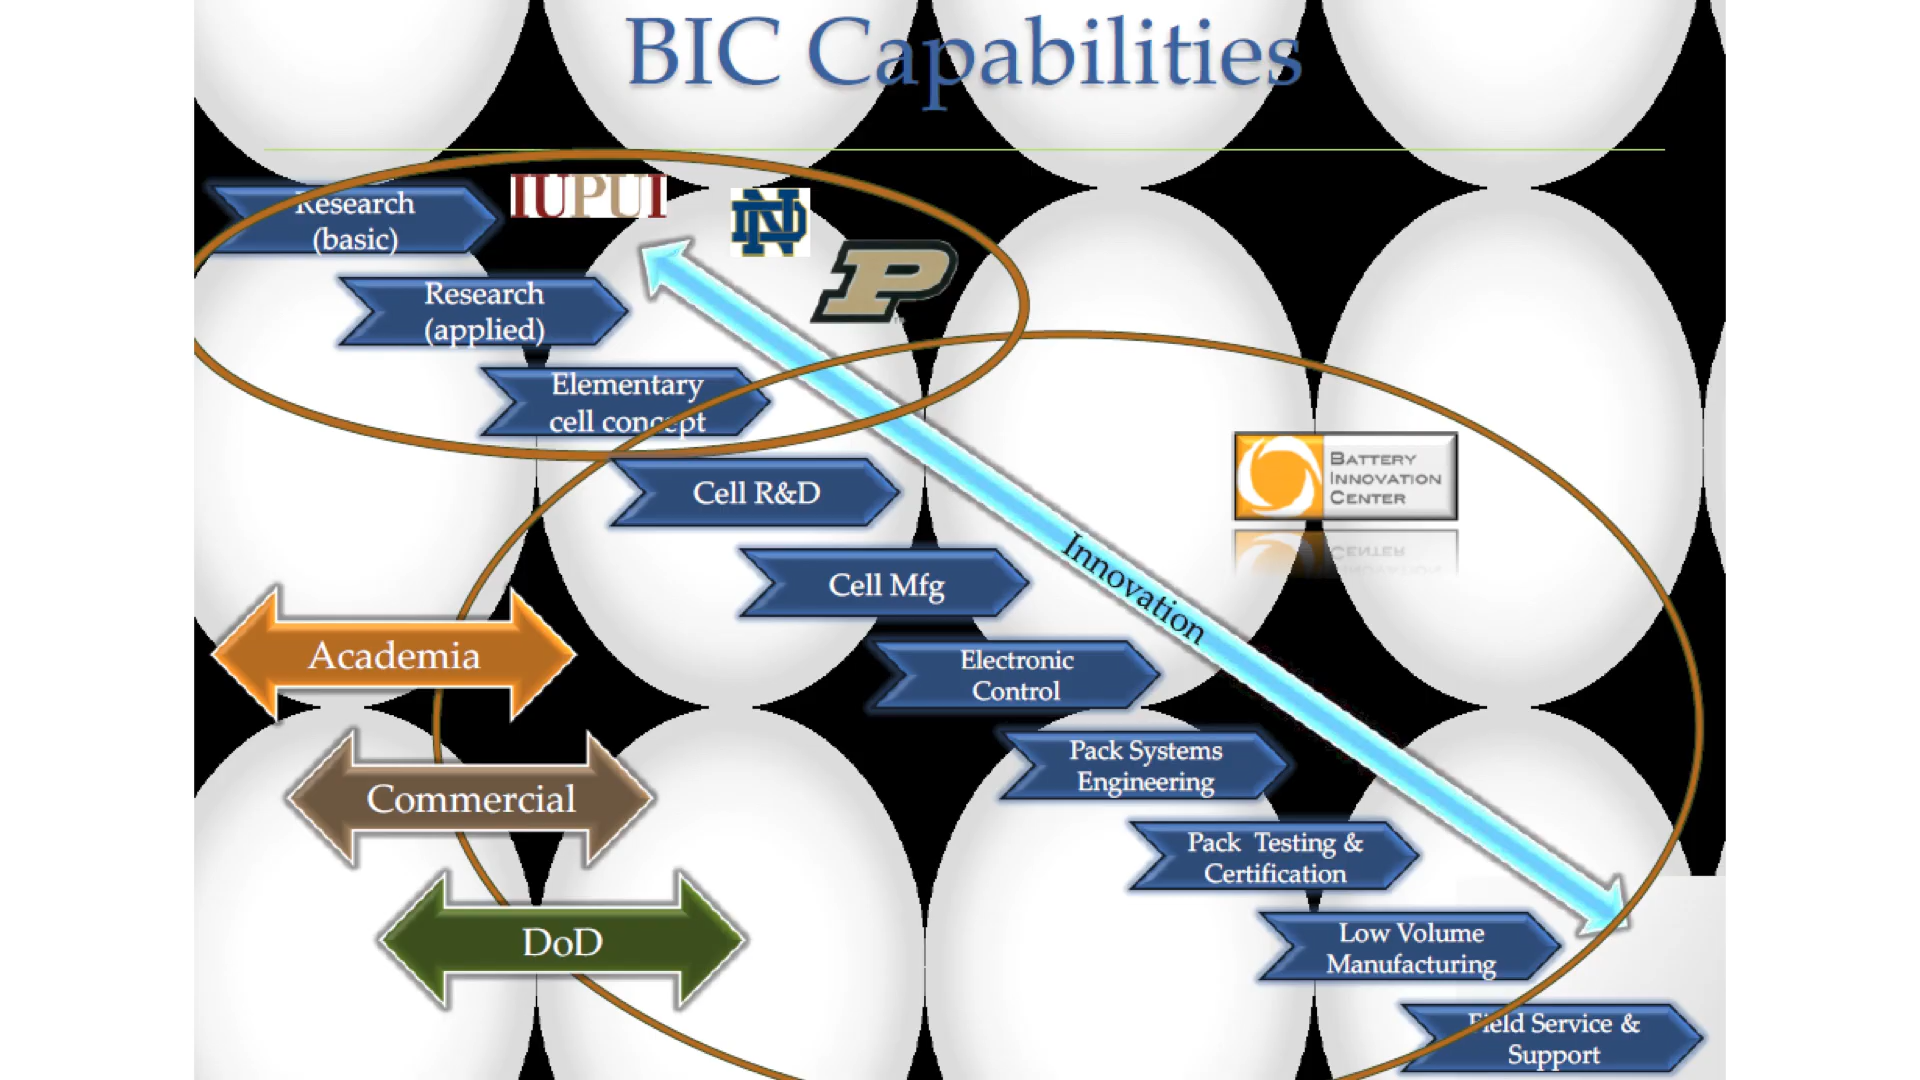 BIC Capabilities
Research
(basic)
IUPUI
ND
P
Research
(applied)
Elementary
cell concept
BATTERY
INNOVATION
CENTER
Cell R&D
Innovation
Cell Mfg
Academia
Electronic
Control
Pack Systems
Engineering
Commercial
Pack Testing &
Certification
DoD
Low Volume
Manufacturing
Field Service &
Support